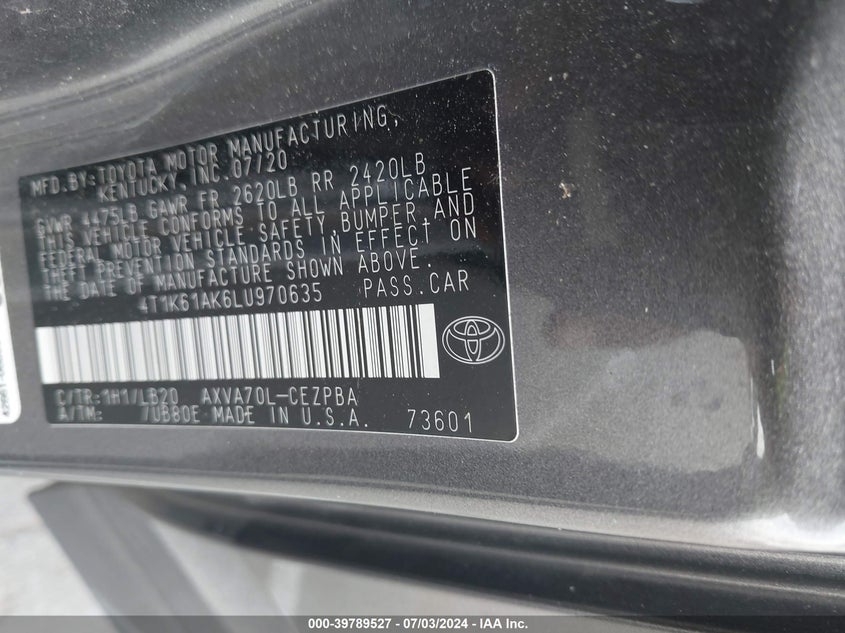 MFD.BY:TOYOTA MOTOR MANUFACTURING,
KENTUCKY, INC. 07/20
GVWR 4475LB GAWR FR 2620LB RR 2420LB
THIS VEHICLE CONFORMS TO ALL APPLICABLE
FEDERAL MOTOR VEHICLE SAFETY,BUMPER,AND
THEFT PREVENTION STANDARDS IN EFFECT ON
THE DATE OF MANUFACTURE SHOWN ABOVE.
4T1K61AK6LU970635 PASS.CAR
C/TR:1H1/LB20 AXVA70L-CEZPBA
A/TM: /UB80E MADE IN U.S.A. 73601
000-39789527 - 07/03/2024 - IAA Inc.